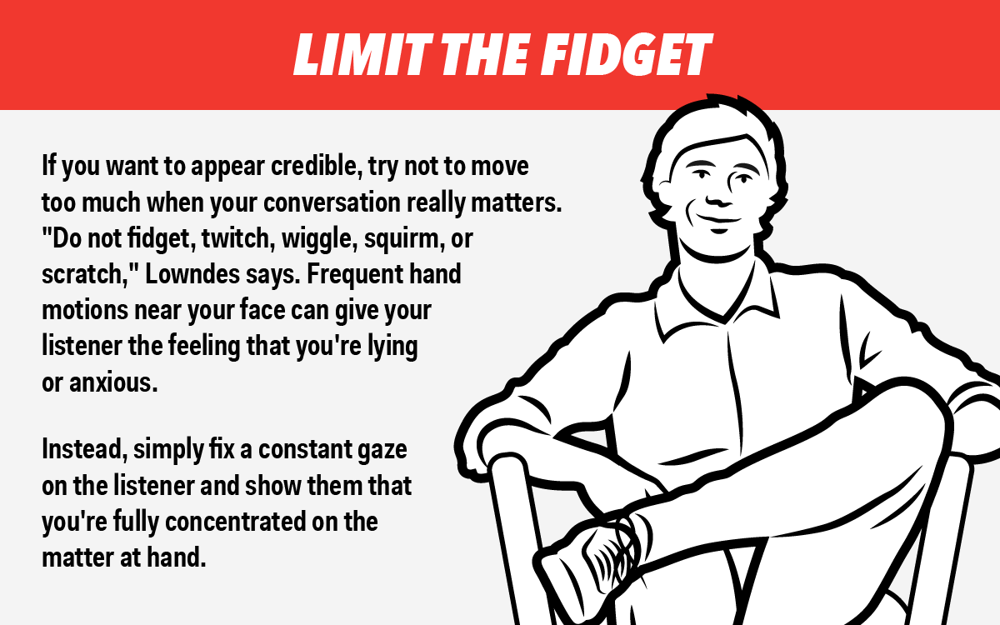 LIMIT THE FIDGET
If you want to appear credible, try not to move
too much when your conversation really matters.
"Do not fidget, twitch, wiggle, squirm, or
scratch," Lowndes says. Frequent hand
motions near your face can give your
listener the feeling that you're lying
or anxious.
Instead, simply fix a constant gaze
on the listener and show them that
you're fully concentrated on the
matter at hand.